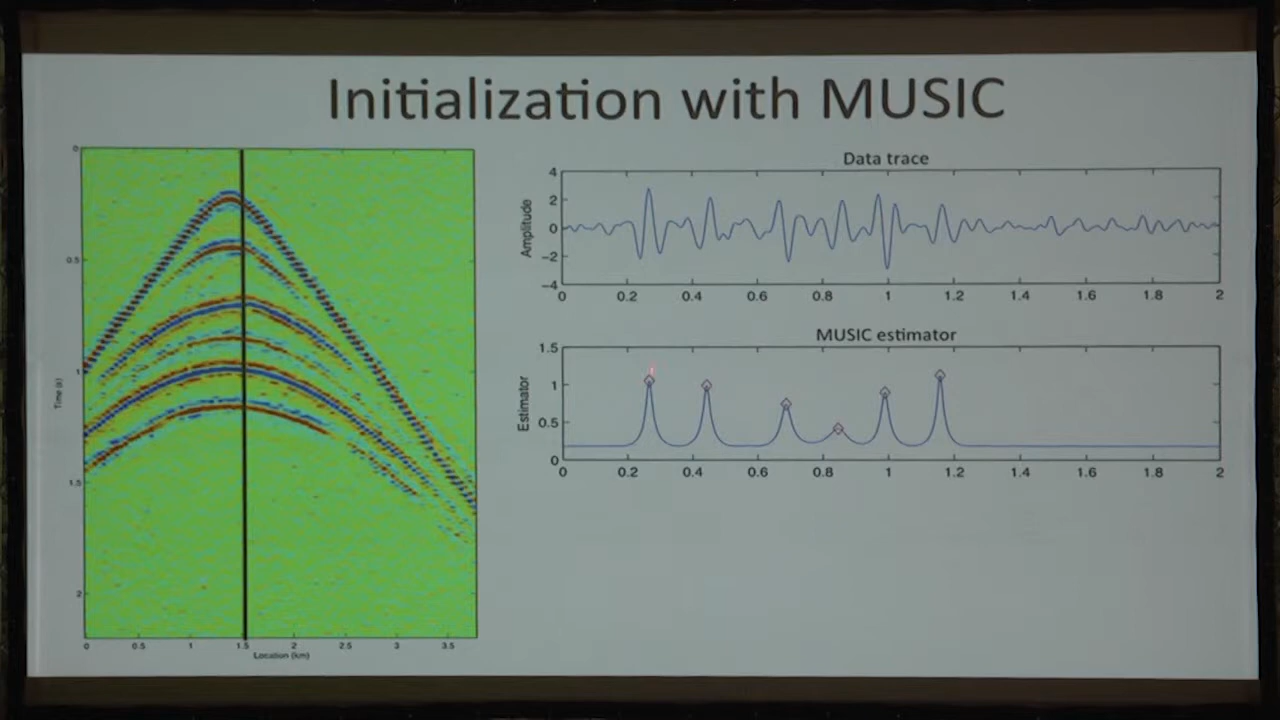 Initialization with MUSIC
0
0.5
1
1.5
2
Time (s)
0 0.5 1 1.5 2 2.5 3 3.5
Location (km)
Data trace
Amplitude
4
2
0
−2
−4
0 0.2 0.4 0.6 0.8 1 1.2 1.4 1.6 1.8 2
MUSIC estimator
Estimator
1.5
1
0.5
0
0 0.2 0.4 0.6 0.8 1 1.2 1.4 1.6 1.8 2